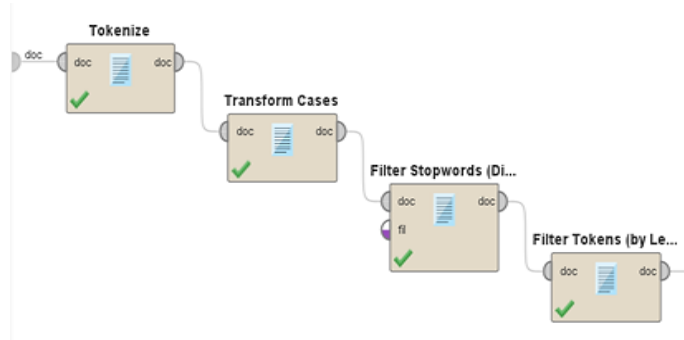 Tokenize
doc
doc doc
Transform Cases
doc doc
Filter Stopwords (Di...
doc doc
fil
Filter Tokens (by Le...
doc doc